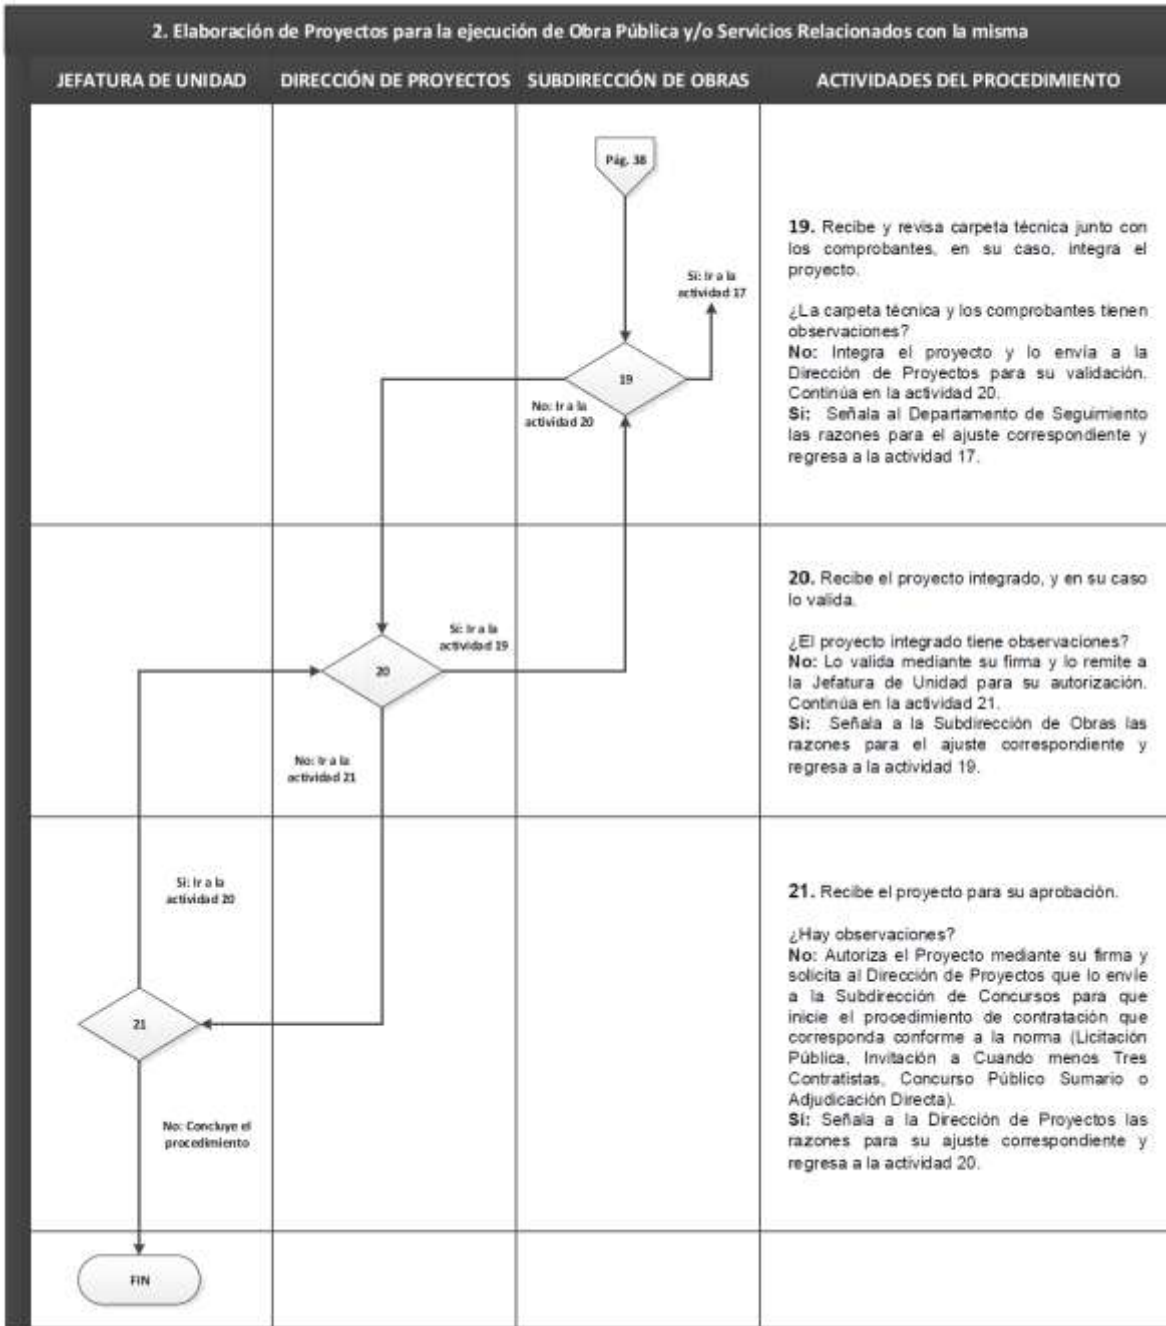 2. Elaboración de Proyectos para la ejecución de Obra Pública y/o Servicios Relacionados con la misma
JEFATURA DE UNIDAD
DIRECCIÓN DE PROYECTOS
SUBDIRECCIÓN DE OBRAS
ACTIVIDADES DEL PROCEDIMIENTO
Pág. 38
Si: Ir a la
actividad 17
19
No: Ir a la
actividad 20
19. Recibe y revisa carpeta técnica junto con
los comprobantes, en su caso, integra el
proyecto.
¿La carpeta técnica y los comprobantes tienen
observaciones?
No: Integra el proyecto y lo envía a la
Dirección de Proyectos para su validación.
Continúa en la actividad 20.
Si: Señala al Departamento de Seguimiento
las razones para el ajuste correspondiente y
regresa a la actividad 17.
Si: Ir a la
actividad 19
20
No: Ir a la
actividad 21
20. Recibe el proyecto integrado, y en su caso
lo valida.
¿El proyecto integrado tiene observaciones?
No: Lo valida mediante su firma y lo remite a
la Jefatura de Unidad para su autorización.
Continúa en la actividad 21.
Si: Señala a la Subdirección de Obras las
razones para el ajuste correspondiente y
regresa a la actividad 19.
Si: Ir a la
actividad 20
21
No: Concluye el
procedimiento
21. Recibe el proyecto para su aprobación.
¿Hay observaciones?
No: Autoriza el Proyecto mediante su firma y
solicita al Dirección de Proyectos que lo envíe
a la Subdirección de Concursos para que
inicie el procedimiento de contratación que
corresponda conforme a la norma (Licitación
Pública, Invitación a Cuando menos Tres
Contratistas, Concurso Público Sumario o
Adjudicación Directa).
Si: Señala a la Dirección de Proyectos las
razones para su ajuste correspondiente y
regresa a la actividad 20.
FIN